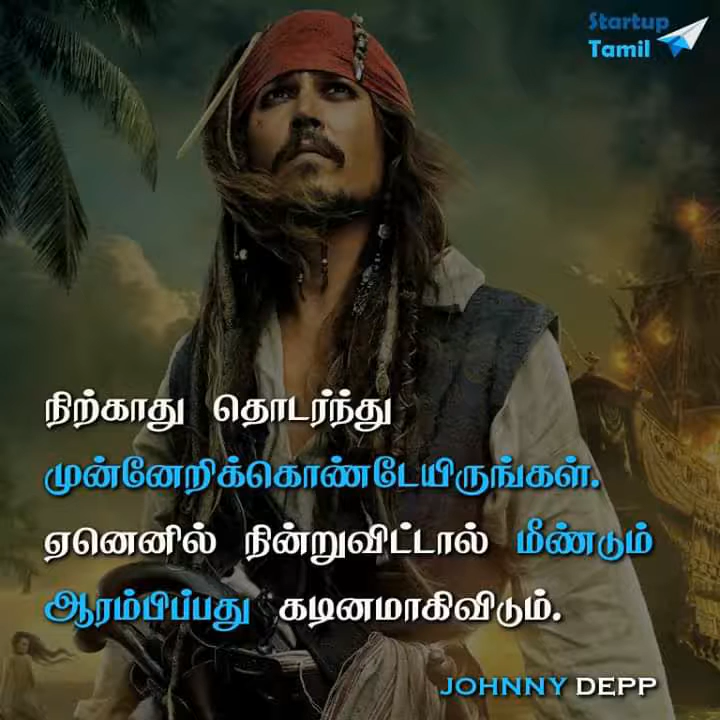 Startup
Tamil
நிற்காது தொடர்ந்து
முன்னேறிக்கொண்டேயிருங்கள்.
ஏனெனில் நின்றுவிட்டால் மீண்டும்
ஆரம்பிப்பது கடினமாகிவிடும்.
JOHNNY DEPP